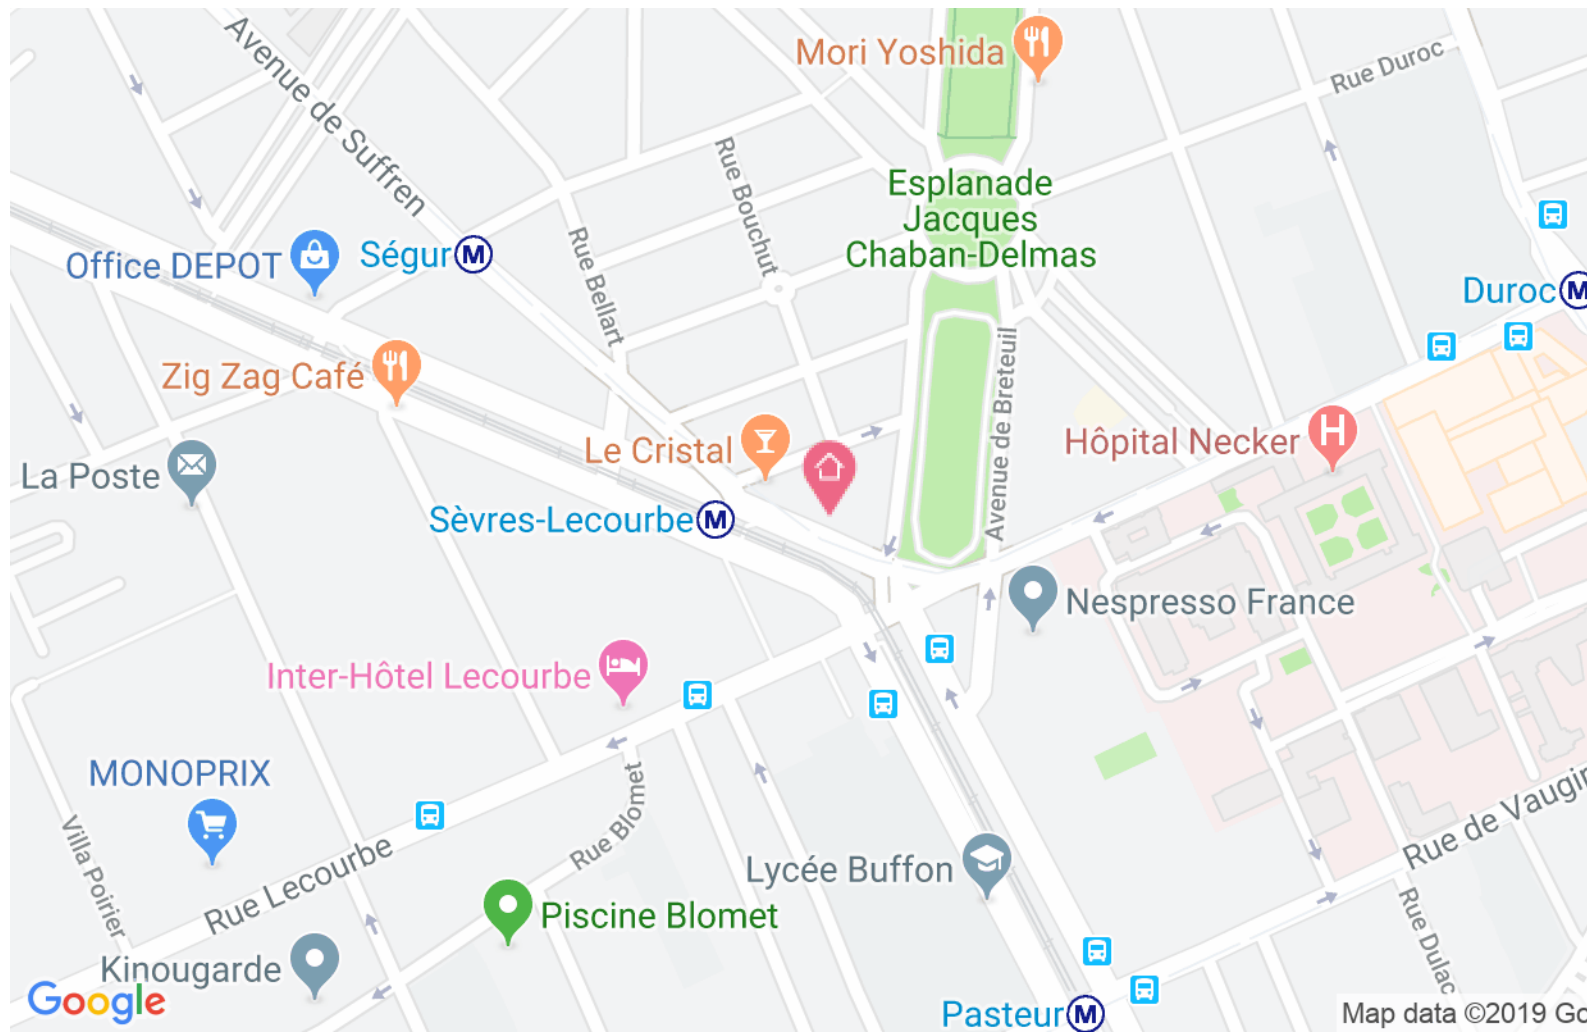 Mori Yoshida
Rue Duroc
Avenue de Suffren
Rue Bouchut
Esplanade
Jacques
Chaban-Delmas
Office DEPOT
Ségur M
Rue Bellart
Duroc M
Zig Zag Café
Avenue de Breteuil
Le Cristal
Hôpital Necker H
La Poste
Sèvres-Lecourbe M
Nespresso France
Inter-Hôtel Lecourbe
MONOPRIX
Rue Blomet
Villa Poirier
Rue Lecourbe
Lycée Buffon
Rue de Vaugir
Piscine Blomet
Rue Dulac
Kinougarde
Google
Pasteur M
Map data ©2019 Go